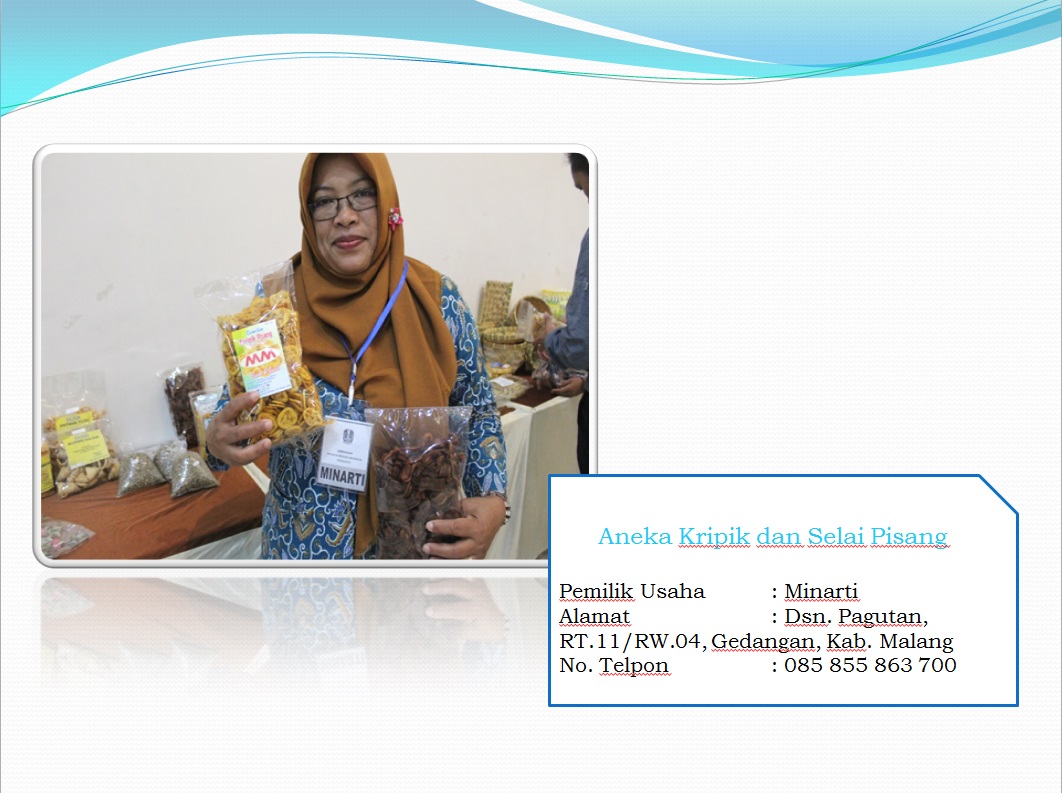 MM
MINARTI
Aneka Kripik dan Selai Pisang
Pemilik Usaha : Minarti
Alamat : Dsn. Pagutan,
RT.11/RW.04, Gedangan, Kab. Malang
No. Telpon : 085 855 863 700